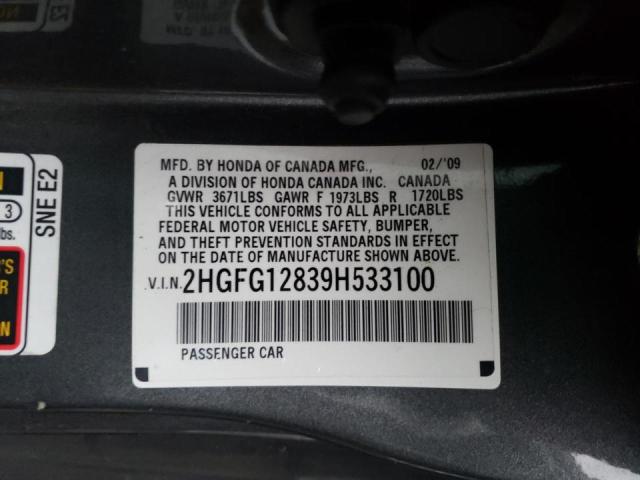 MFD. BY HONDA OF CANADA MFG., 02/'09
A DIVISION OF HONDA CANADA INC. CANADA
GVWR 3671LBS GAWR F 1973LBS R 1720LBS
THIS VEHICLE CONFORMS TO ALL APPLICABLE
FEDERAL MOTOR VEHICLE SAFETY, BUMPER,
AND THEFT PREVENTION STANDARDS IN EFFECT
ON THE DATE OF MANUFACTURE SHOWN ABOVE.
V.I.N. 2HGFG12839H533100
PASSENGER CAR
SNE E2
3
lbs.